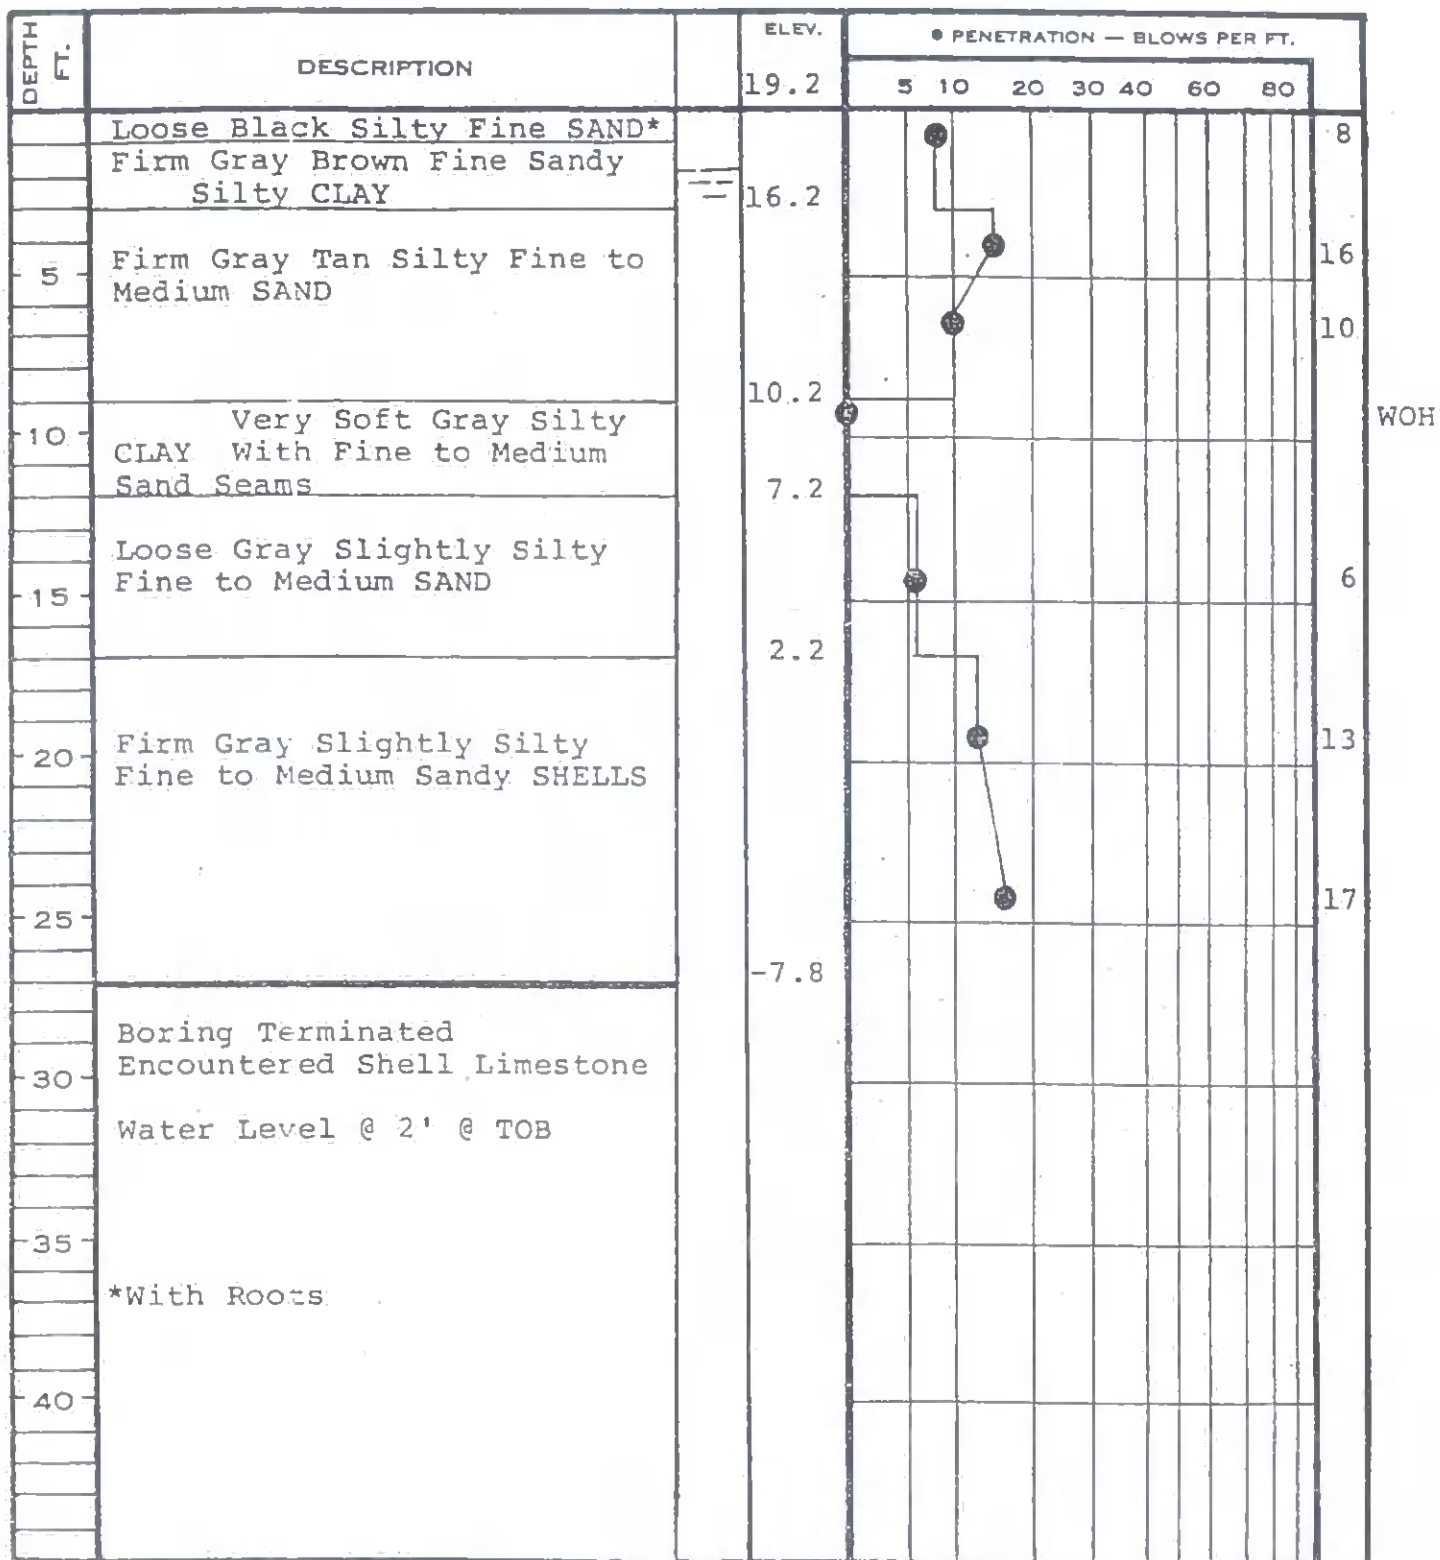 DEPTH FT.
DESCRIPTION
ELEV.
19.2
● PENETRATION — BLOWS PER FT.
5 10 20 30 40 60 80
Loose Black Silty Fine SAND*
8
Firm Gray Brown Fine Sandy
Silty CLAY
16.2
5
Firm Gray Tan Silty Fine to
Medium SAND
16
10
10.2
10
Very Soft Gray Silty
CLAY With Fine to Medium
Sand Seams
WOH
7.2
Loose Gray Slightly Silty
Fine to Medium SAND
15
6
2.2
20
Firm Gray Slightly Silty
Fine to Medium Sandy SHELLS
13
25
17
-7.8
Boring Terminated
Encountered Shell Limestone
30
Water Level @ 2' @ TOB
35
*With Roots
40